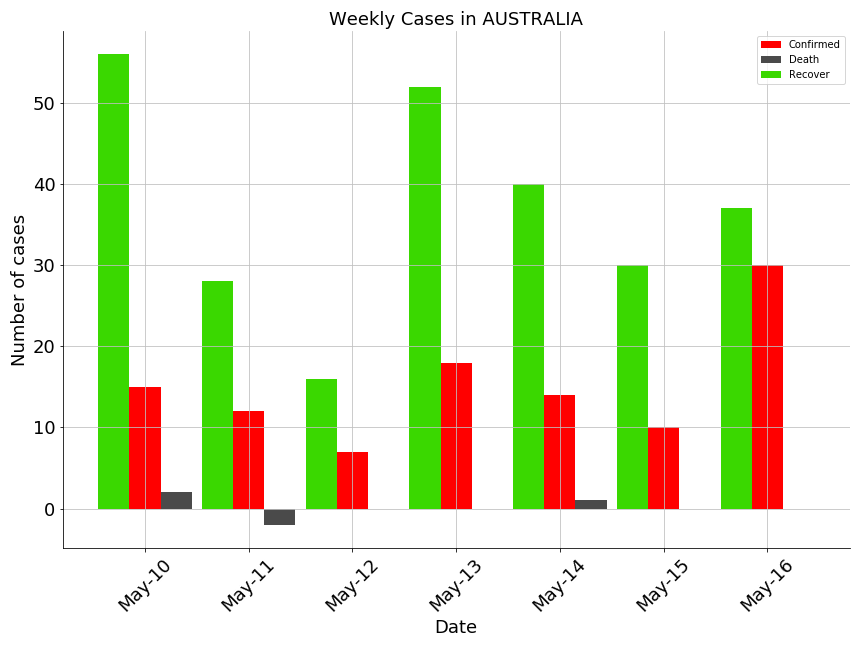 Weekly Cases in AUSTRALIA
Confirmed
Death
Recover
Number of cases
50
40
30
20
10
0
May-10
May-11
May-12
May-13
May-14
May-15
May-16
Date